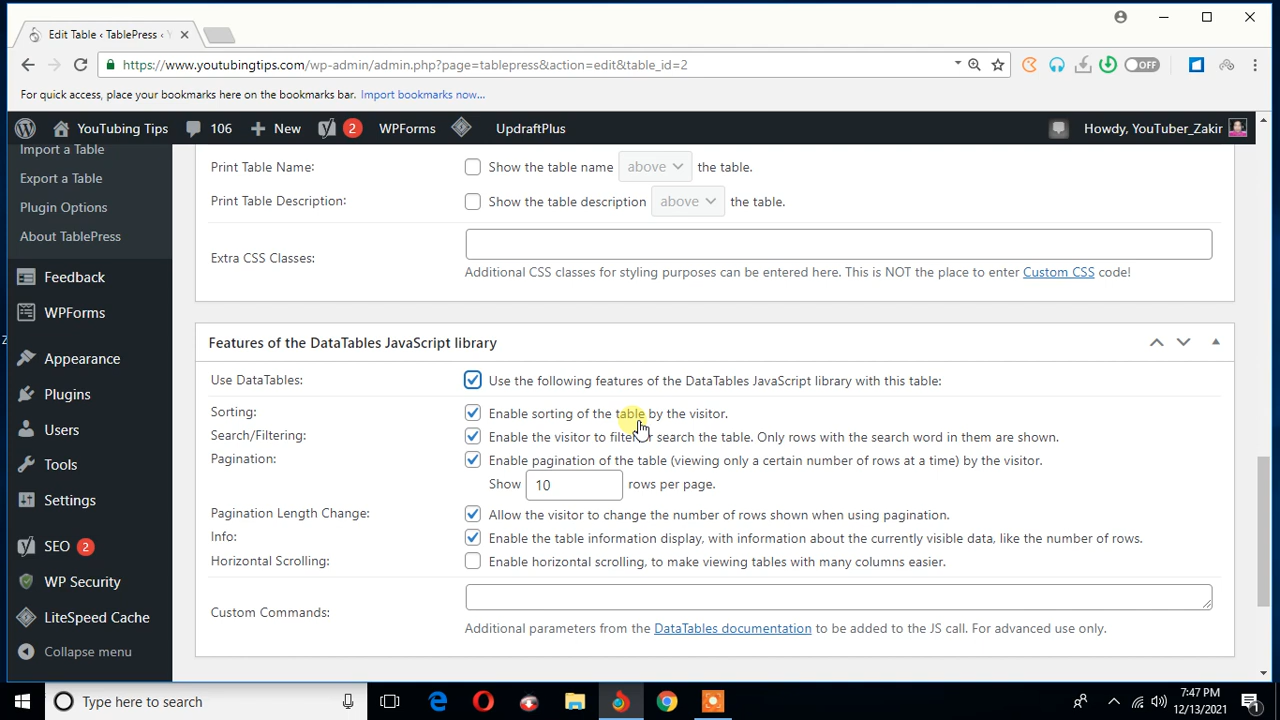 Edit Table ‹ TablePress ‹
https://www.youtubingtips.com/wp-admin/admin.php?page=tablepress&action=edit&table_id=2
OFF
For quick access, place your bookmarks here on the bookmarks bar. Import bookmarks now...
YouTubing Tips 106 New 2 WPForms UpdraftPlus Howdy, YouTuber_Zakir
Import a Table
Export a Table
Plugin Options
About TablePress
Feedback
WPForms
Appearance
Plugins
Users
Tools
Settings
SEO 2
WP Security
LiteSpeed Cache
Collapse menu
Print Table Name: Show the table name above the table.
Print Table Description: Show the table description above the table.
Extra CSS Classes:
Additional CSS classes for styling purposes can be entered here. This is NOT the place to enter Custom CSS code!
Features of the DataTables JavaScript library
Use DataTables: Use the following features of the DataTables JavaScript library with this table:
Sorting: Enable sorting of the table by the visitor.
Search/Filtering: Enable the visitor to filter or search the table. Only rows with the search word in them are shown.
Pagination: Enable pagination of the table (viewing only a certain number of rows at a time) by the visitor.
Show 10 rows per page.
Pagination Length Change: Allow the visitor to change the number of rows shown when using pagination.
Info: Enable the table information display, with information about the currently visible data, like the number of rows.
Horizontal Scrolling: Enable horizontal scrolling, to make viewing tables with many columns easier.
Custom Commands:
Additional parameters from the DataTables documentation to be added to the JS call. For advanced use only.
Type here to search
7:47 PM
12/13/2021
1